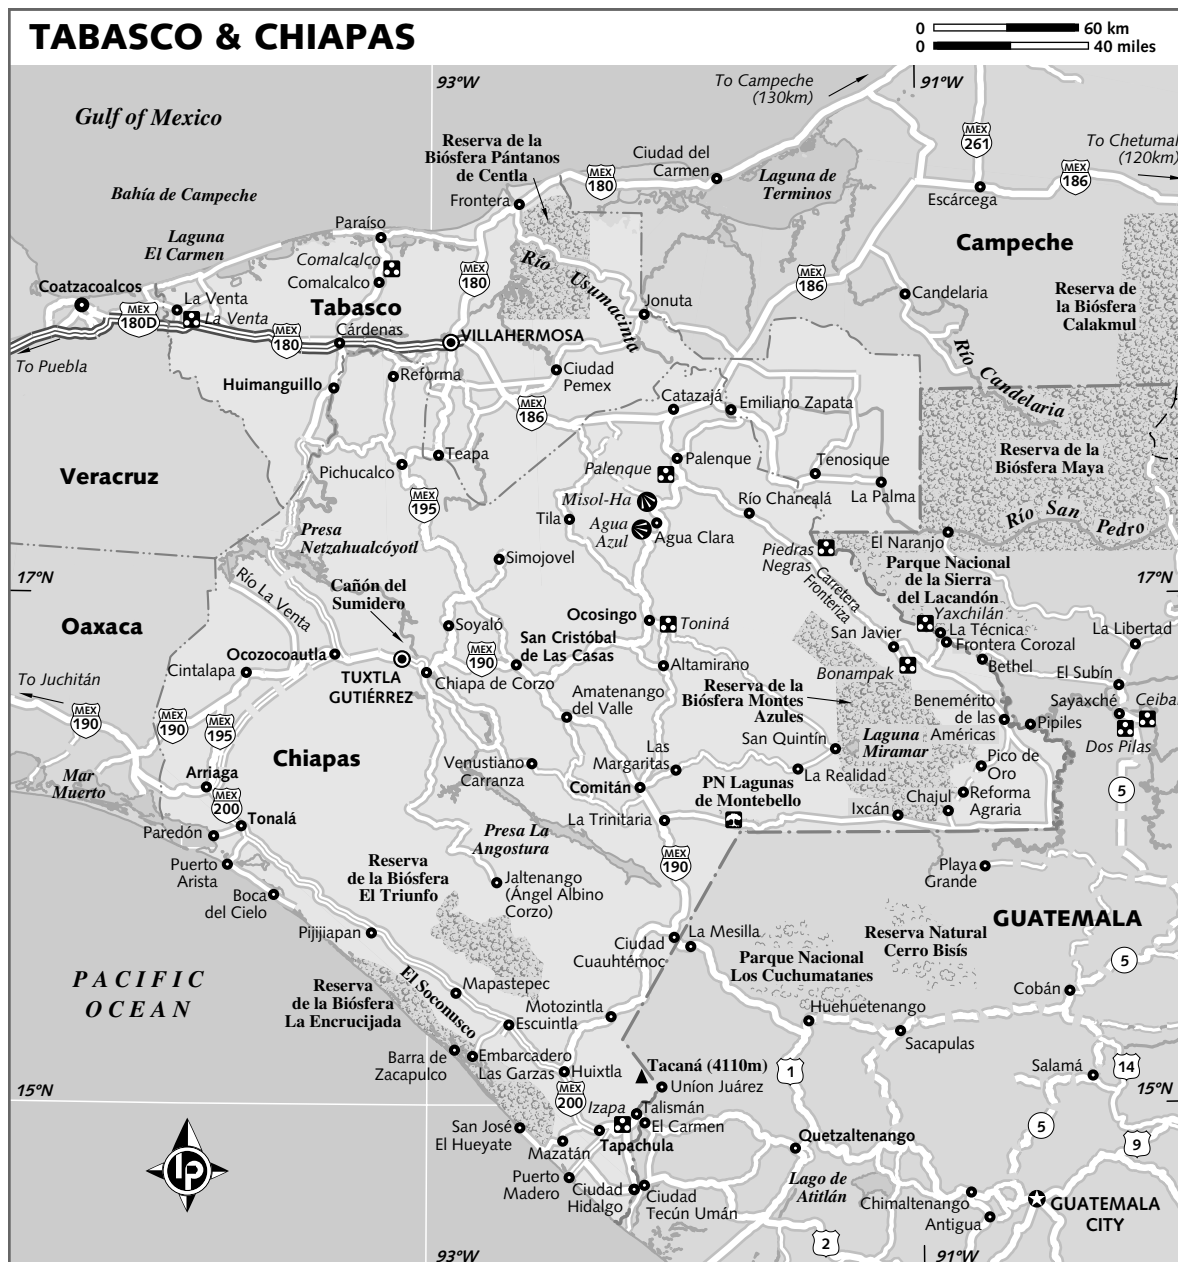 TABASCO & CHIAPAS
0 60 km
0 40 miles
93°W
To Campeche
(130km)
91°W
Gulf of Mexico
Reserva de la
Biósfera Pántanos
de Centla
MEX
180
Ciudad del
Carmen
Laguna de
Terminos
MEX
261
To Chetumal
(120km)
MEX
186
Escárcega
Bahía de Campeche
Frontera
Paraíso
Laguna
El Carmen
Comalcalco
Comalcalco
Campeche
Río Usumacinta
MEX
180
MEX
186
Coatzacoalcos
La Venta
La Venta
Tabasco
Jonuta
Candelaria
Reserva de
la Biósfera
Calakmul
MEX
180D
MEX
180
Cárdenas
VILLAHERMOSA
To Puebla
Río Candelaria
Huimanguillo
Reforma
Ciudad
Pemex
MEX
186
Catazajá
Emiliano Zapata
Reserva de la
Biósfera Maya
Veracruz
Pichucalco
Teapa
Palenque
Palenque
Tenosique
La Palma
MEX
195
Misol-Ha
Río Chancalá
Río San Pedro
Presa
Netzahualcóyotl
Tila
Agua
Azul
Agua Clara
El Naranjo
Piedras
Negras
Simojovel
Parque Nacional
de la Sierra
del Lacandón
17°N
17°N
Río La Venta
Cañón del
Sumidero
Carretera
Fronteriza
Yaxchilán
Oaxaca
Soyaló
Ocosingo
Toniná
La Técnica
San Javier
Frontera Corozal
La Libertad
Ocozocoautla
MEX
190
San Cristóbal
de Las Casas
Bethel
Cintalapa
Altamirano
Bonampak
El Subín
TUXTLA
GUTIÉRREZ
Chiapa de Corzo
To Juchitán
MEX
190
MEX
190
MEX
195
Amatenango
del Valle
Reserva de la
Biósfera Montes
Azules
Benemérito
de las
Américas
Sayaxché
Ceibal
Pipiles
Dos Pilas
Chiapas
San Quintín
Laguna
Miramar
Las
Margaritas
Pico de
Oro
Mar
Muerto
Arriaga
Venustiano
Carranza
Comitán
PN Lagunas
de Montebello
La Realidad
Chajul
Reforma
Agraria
5
MEX
200
Tonalá
Ixcán
La Trinitaria
Paredón
Presa La
Angostura
Puerto
Arista
Reserva
de la Biósfera
El Triunfo
MEX
190
Playa
Grande
Boca
del Cielo
Jaltenango
(Ángel Albino
Corzo)
GUATEMALA
Pijijiapan
Ciudad
Cuauhtémoc
La Mesilla
Reserva Natural
Cerro Bisís
Parque Nacional
Los Cuchumatanes
5
PACIFIC
OCEAN
Reserva
de la Biósfera
La Encrucijada
El Soconusco
Mapastepec
Cobán
Motozintla
Escuintla
Huehuetenango
Sacapulas
Barra de
Zacapulco
Embarcadero
Las Garzas
Huixtla
Tacaná (4110m)
Uníon Juárez
1
Salamá
14
15°N
15°N
MEX
200
Izapa
Talismán
El Carmen
5
San José
El Hueyate
Mazatán
Tapachula
Quetzaltenango
9
Puerto
Madero
Ciudad
Hidalgo
Ciudad
Tecún Umán
Lago de
Atitlán
Chimaltenango
Antigua
GUATEMALA
CITY
2
LP
93°W
91°W